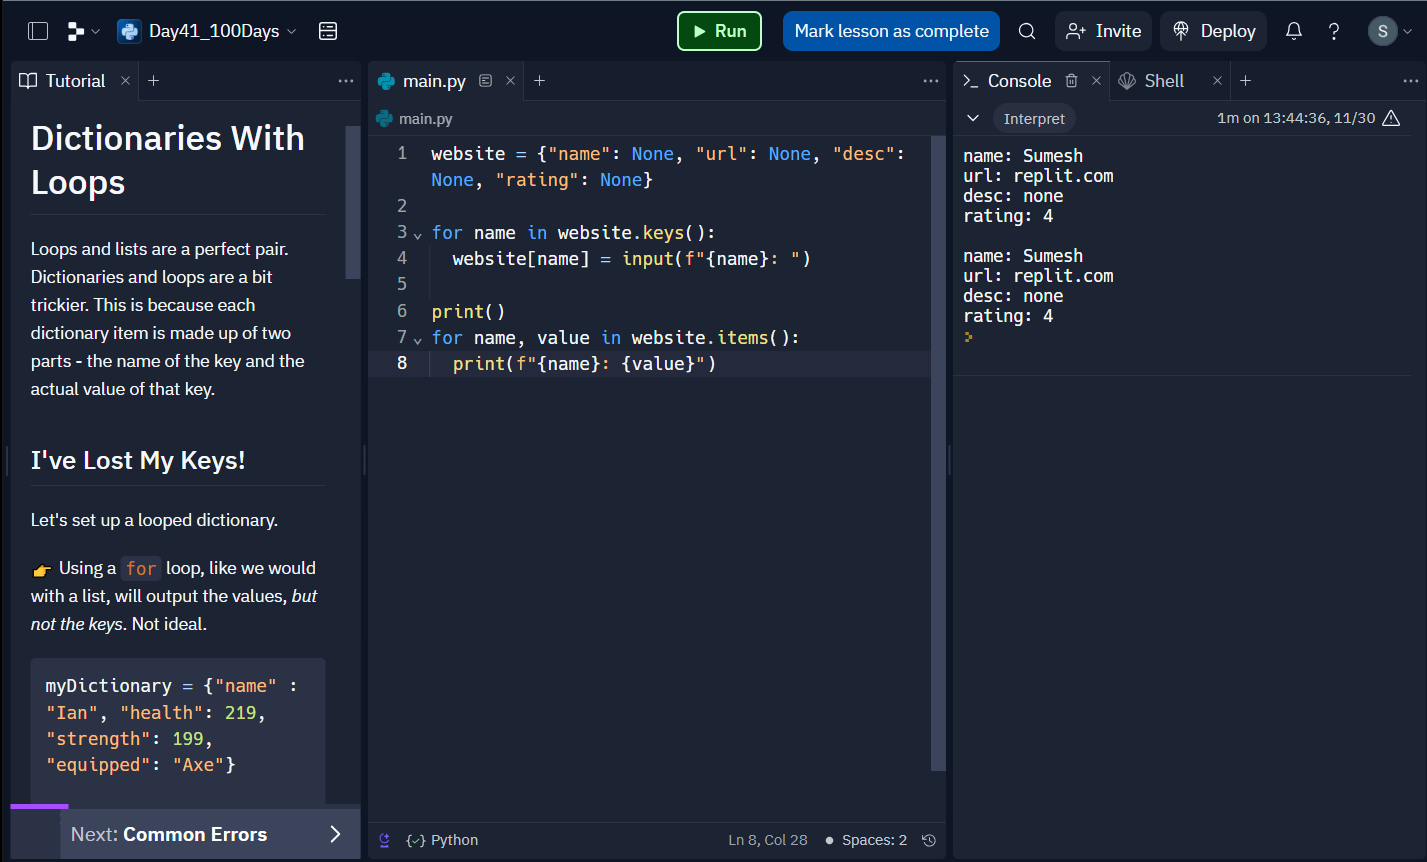 Day41_100Days
Run
Mark lesson as complete
Invite
Deploy
?
S
Tutorial
Dictionaries With
Loops
Loops and lists are a perfect pair.
Dictionaries and loops are a bit
trickier. This is because each
dictionary item is made up of two
parts - the name of the key and the
actual value of that key.
I've Lost My Keys!
Let's set up a looped dictionary.
👉 Using a for loop, like we would
with a list, will output the values, but
not the keys. Not ideal.
myDictionary = {"name" :
"Ian", "health": 219,
"strength": 199,
"equipped": "Axe"}
Next: Common Errors
main.py
main.py
1 website = {"name": None, "url": None, "desc":
None, "rating": None}
2
3 for name in website.keys():
4 website[name] = input(f"{name}: ")
5
6 print()
7 for name, value in website.items():
8 print(f"{name}: {value}")
Python
Ln 8, Col 28
Spaces: 2
Console
Shell
Interpret
1m on 13:44:36, 11/30
name: Sumesh
url: replit.com
desc: none
rating: 4
name: Sumesh
url: replit.com
desc: none
rating: 4